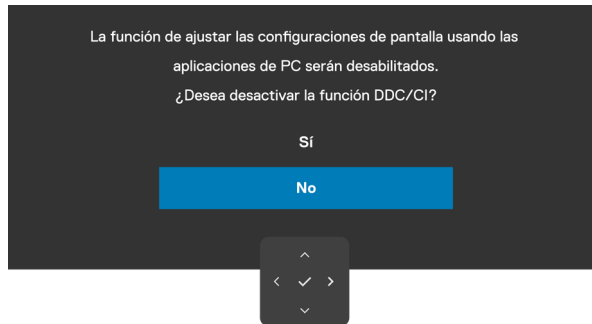 La función de ajustar las configuraciones de pantalla usando las
aplicaciones de PC serán desabilitados.
¿Desea desactivar la función DDC/CI?
Sí
No